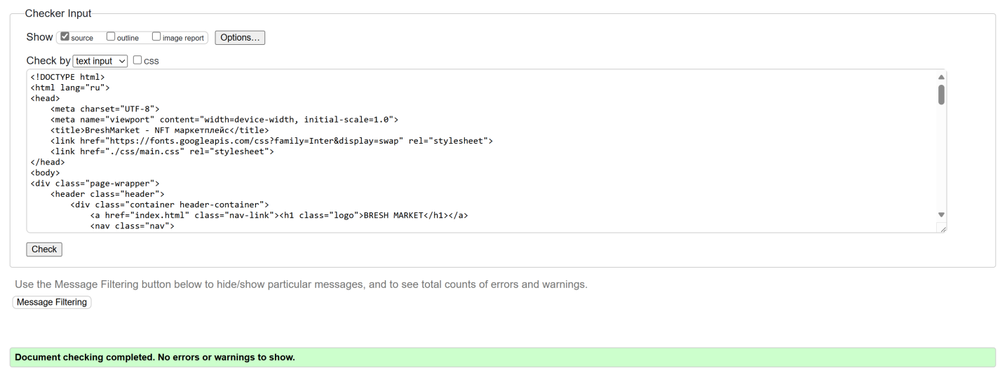 Checker Input
Show source outline image report Options...
Check by text input css
<!DOCTYPE html>
<html lang="ru">
<head>
    <meta charset="UTF-8">
    <meta name="viewport" content="width=device-width, initial-scale=1.0">
    <title>BreshMarket - NFT маркетплейс</title>
    <link href="https://fonts.googleapis.com/css?family=Inter&display=swap" rel="stylesheet">
    <link href="./css/main.css" rel="stylesheet">
</head>
<body>
<div class="page-wrapper">
    <header class="header">
        <div class="container header-container">
            <a href="index.html" class="nav-link"><h1 class="logo">BRESH MARKET</h1></a>
            <nav class="nav">
Check
Use the Message Filtering button below to hide/show particular messages, and to see total counts of errors and warnings.
Message Filtering
Document checking completed. No errors or warnings to show.